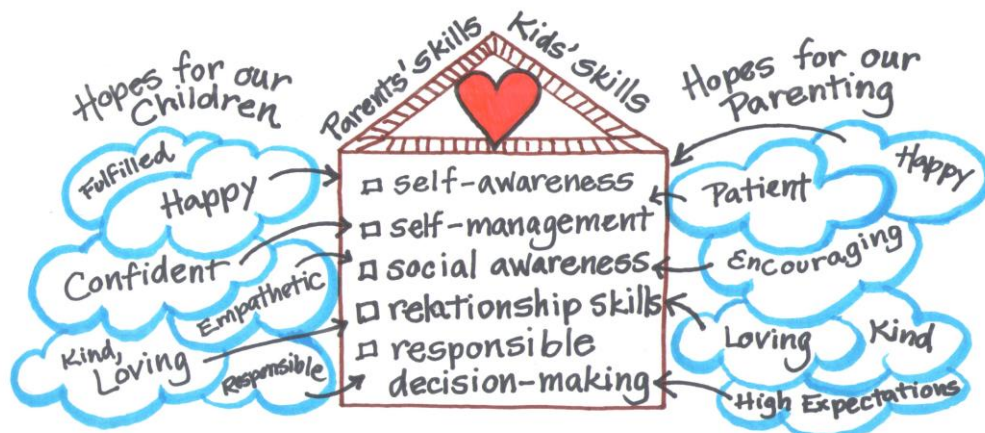 Hopes for our
Children
Fulfilled
Happy
Confident
Empathetic
Kind,
Loving
Responsible
Parents' Skills
Kids' Skills
self-awareness
self-management
social awareness
relationship skills
responsible
decision-making
Hopes for our
Parenting
Happy
Patient
Encouraging
Loving
Kind
High Expectations